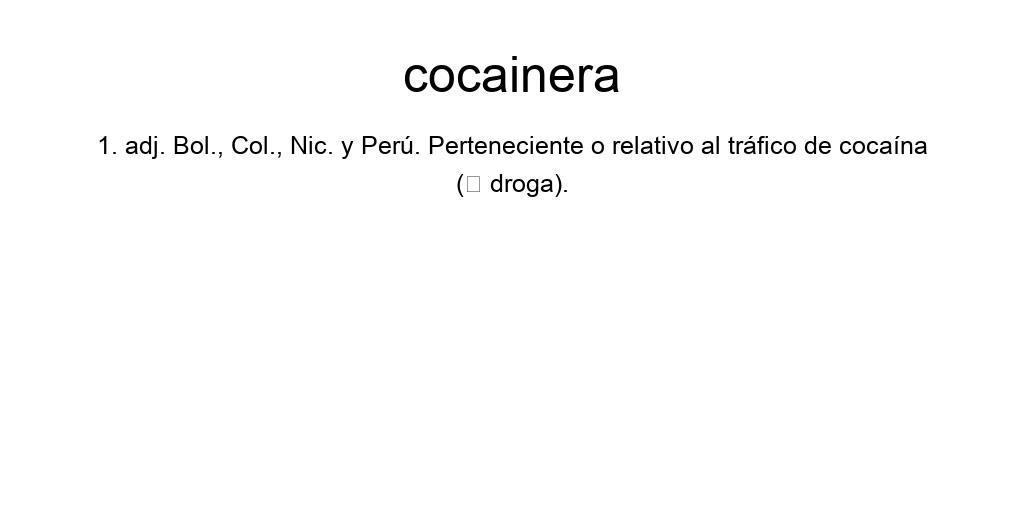 cocainera
1. adj. Bol., Col., Nic. y Perú. Perteneciente o relativo al tráfico de cocaína
(□ droga).